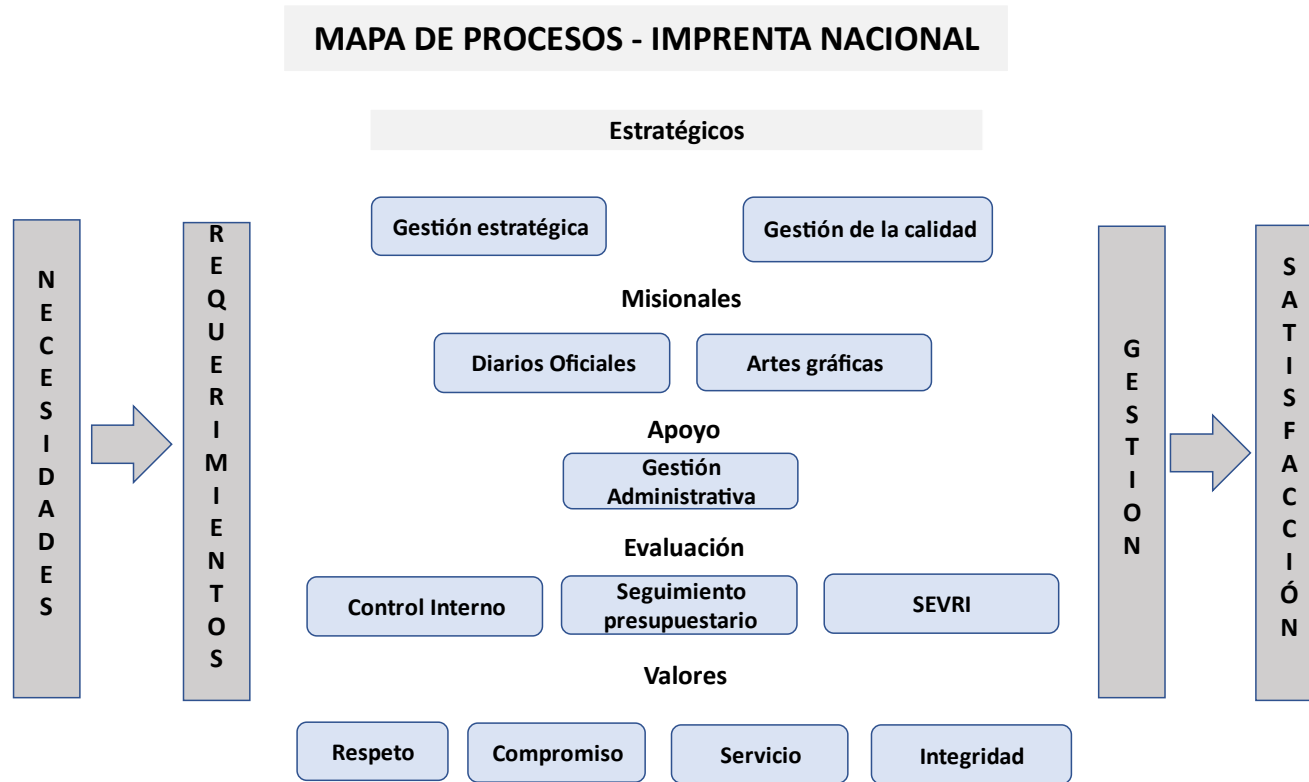 MAPA DE PROCESOS - IMPRENTA NACIONAL
Estratégicos
NECESIDADES
REQUERIMIENTOS
Gestión estratégica
Gestión de la calidad
Misionales
Diarios Oficiales
Artes gráficas
Apoyo
Gestión
Administrativa
Evaluación
Control Interno
Seguimiento
presupuestario
SEVRI
Valores
Respeto
Compromiso
Servicio
Integridad
GESTION
SATISFACCIÓN